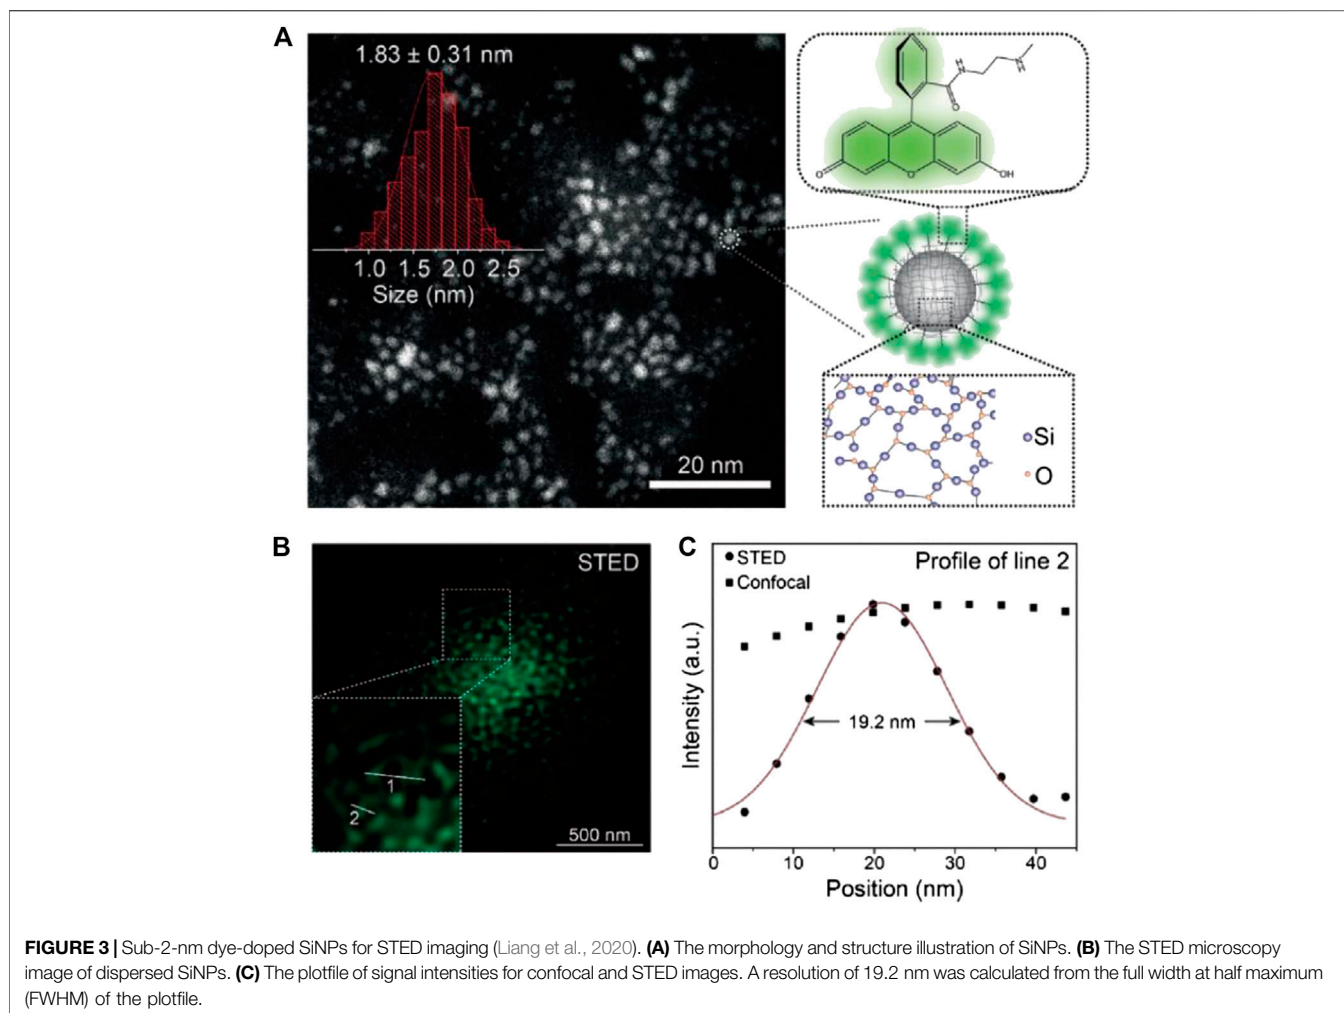 A
1.83 ± 0.31 nm
1.0 1.5 2.0 2.5
Size (nm)
20 nm
O
N
H
N
H
O
O
OH
Si
O
B
STED
1
2
500 nm
C
STED
Confocal
Profile of line 2
Intensity (a.u.)
19.2 nm
0 10 20 30 40
Position (nm)
FIGURE 3 | Sub-2-nm dye-doped SiNPs for STED imaging (Liang et al., 2020). (A) The morphology and structure illustration of SiNPs. (B) The STED microscopy
image of dispersed SiNPs. (C) The plotfile of signal intensities for confocal and STED images. A resolution of 19.2 nm was calculated from the full width at half maximum
(FWHM) of the plotfile.